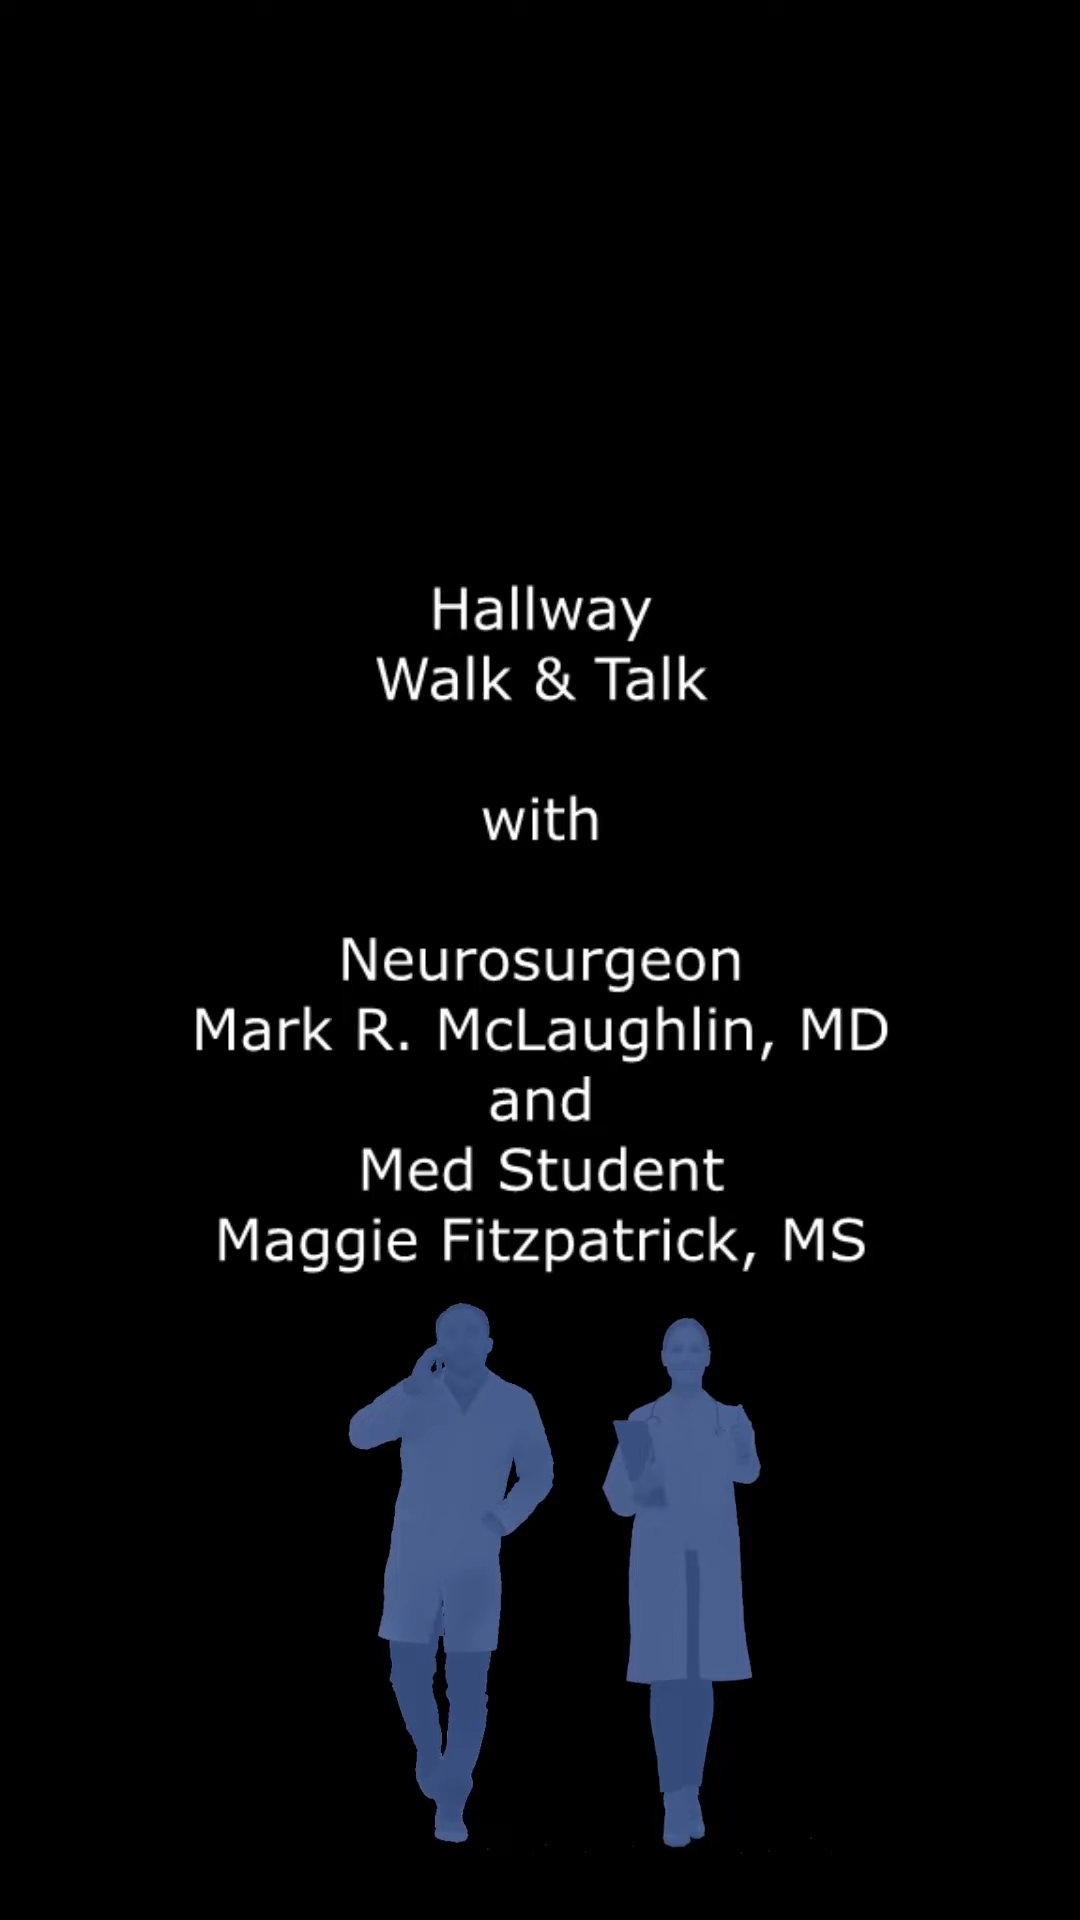 Hallway
Walk & Talk
with
Neurosurgeon
Mark R. McLaughlin, MD
and
Med Student
Maggie Fitzpatrick, MS